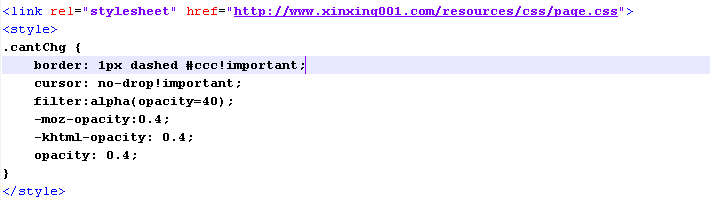 <link rel="stylesheet" href="http://www.xinxing001.com/resources/css/page.css">
<style>
.cantChg {
    border: 1px dashed #ccc!important;
    cursor: no-drop!important;
    filter:alpha(opacity=40);
    -moz-opacity:0.4;
    -khtml-opacity: 0.4;
    opacity: 0.4;
}
</style>